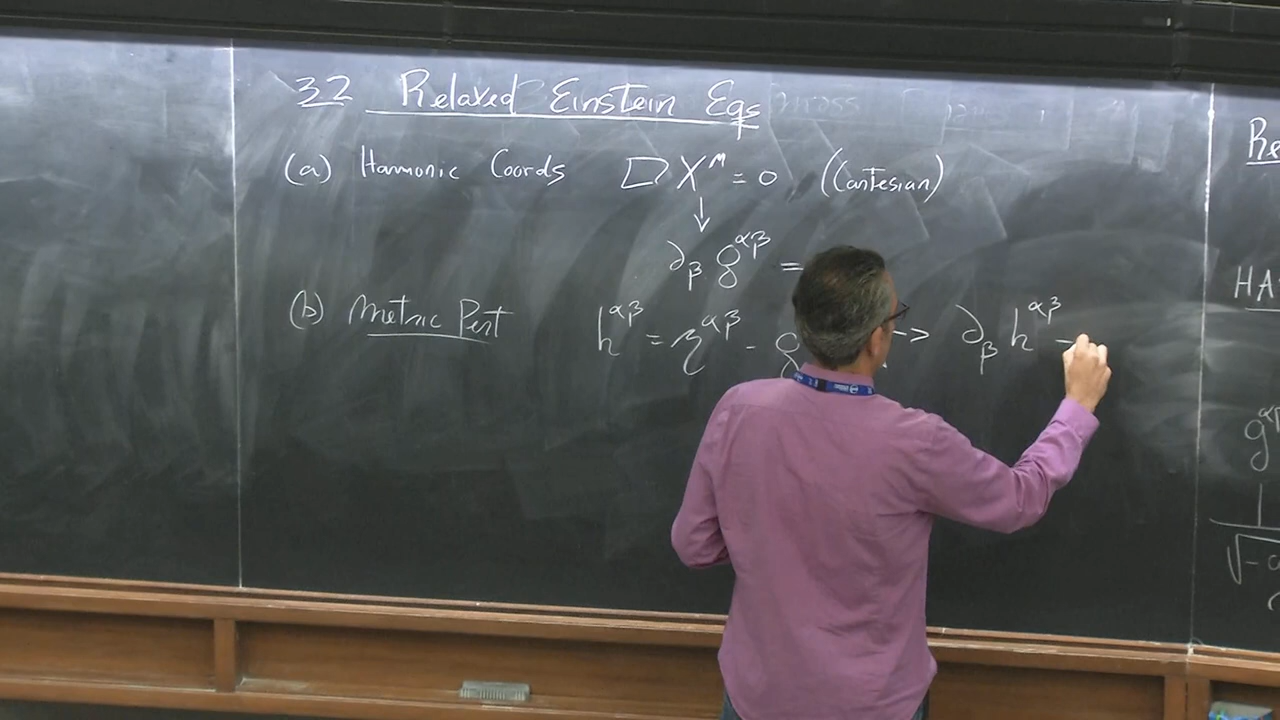 3.2 Relaxed Einstein Eqs
(a) Harmonic Coords □ X^μ = 0 (Cartesian)
↓
∂_β g^αβ =
(b) Metric Pert h^αβ = η^αβ - g → ∂_β h^αβ
Re
HA
g^αβ
1
√-g